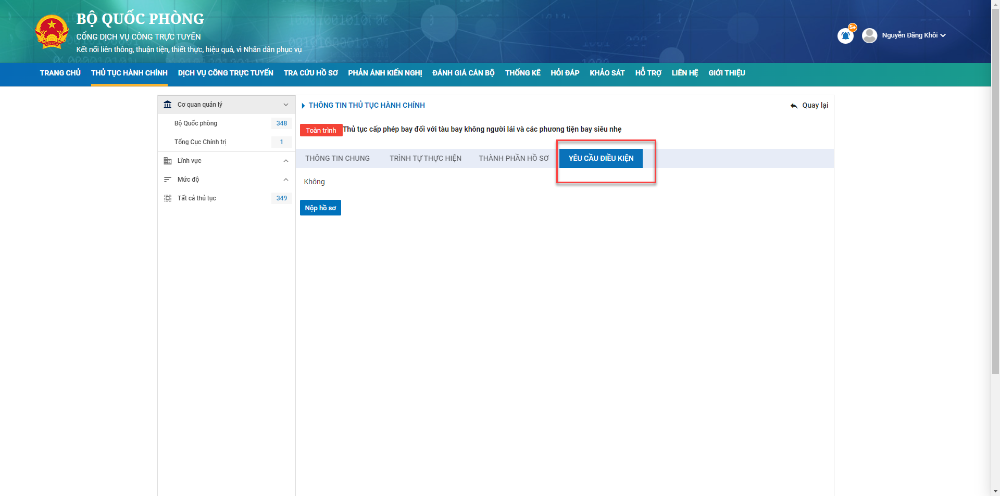 BỘ QUỐC PHÒNG
CỔNG DỊCH VỤ CÔNG TRỰC TUYẾN
Kết nối liên thông, thuận tiện, thiết thực, hiệu quả, vì Nhân dân phục vụ
5+
Nguyễn Đăng Khôi
TRANG CHỦ THỦ TỤC HÀNH CHÍNH DỊCH VỤ CÔNG TRỰC TUYẾN TRA CỨU HỒ SƠ PHẢN ÁNH KIẾN NGHỊ ĐÁNH GIÁ CÁN BỘ THỐNG KÊ HỎI ĐÁP KHẢO SÁT HỖ TRỢ LIÊN HỆ GIỚI THIỆU
Cơ quan quản lý
Bộ Quốc phòng 348
Tổng Cục Chính trị 1
Lĩnh vực
Mức độ
Tất cả thủ tục 349
THÔNG TIN THỦ TỤC HÀNH CHÍNH
Quay lại
Toàn trình Thủ tục cấp phép bay đối với tàu bay không người lái và các phương tiện bay siêu nhẹ
THÔNG TIN CHUNG TRÌNH TỰ THỰC HIỆN THÀNH PHẦN HỒ SƠ YÊU CẦU ĐIỀU KIỆN
Không
Nộp hồ sơ